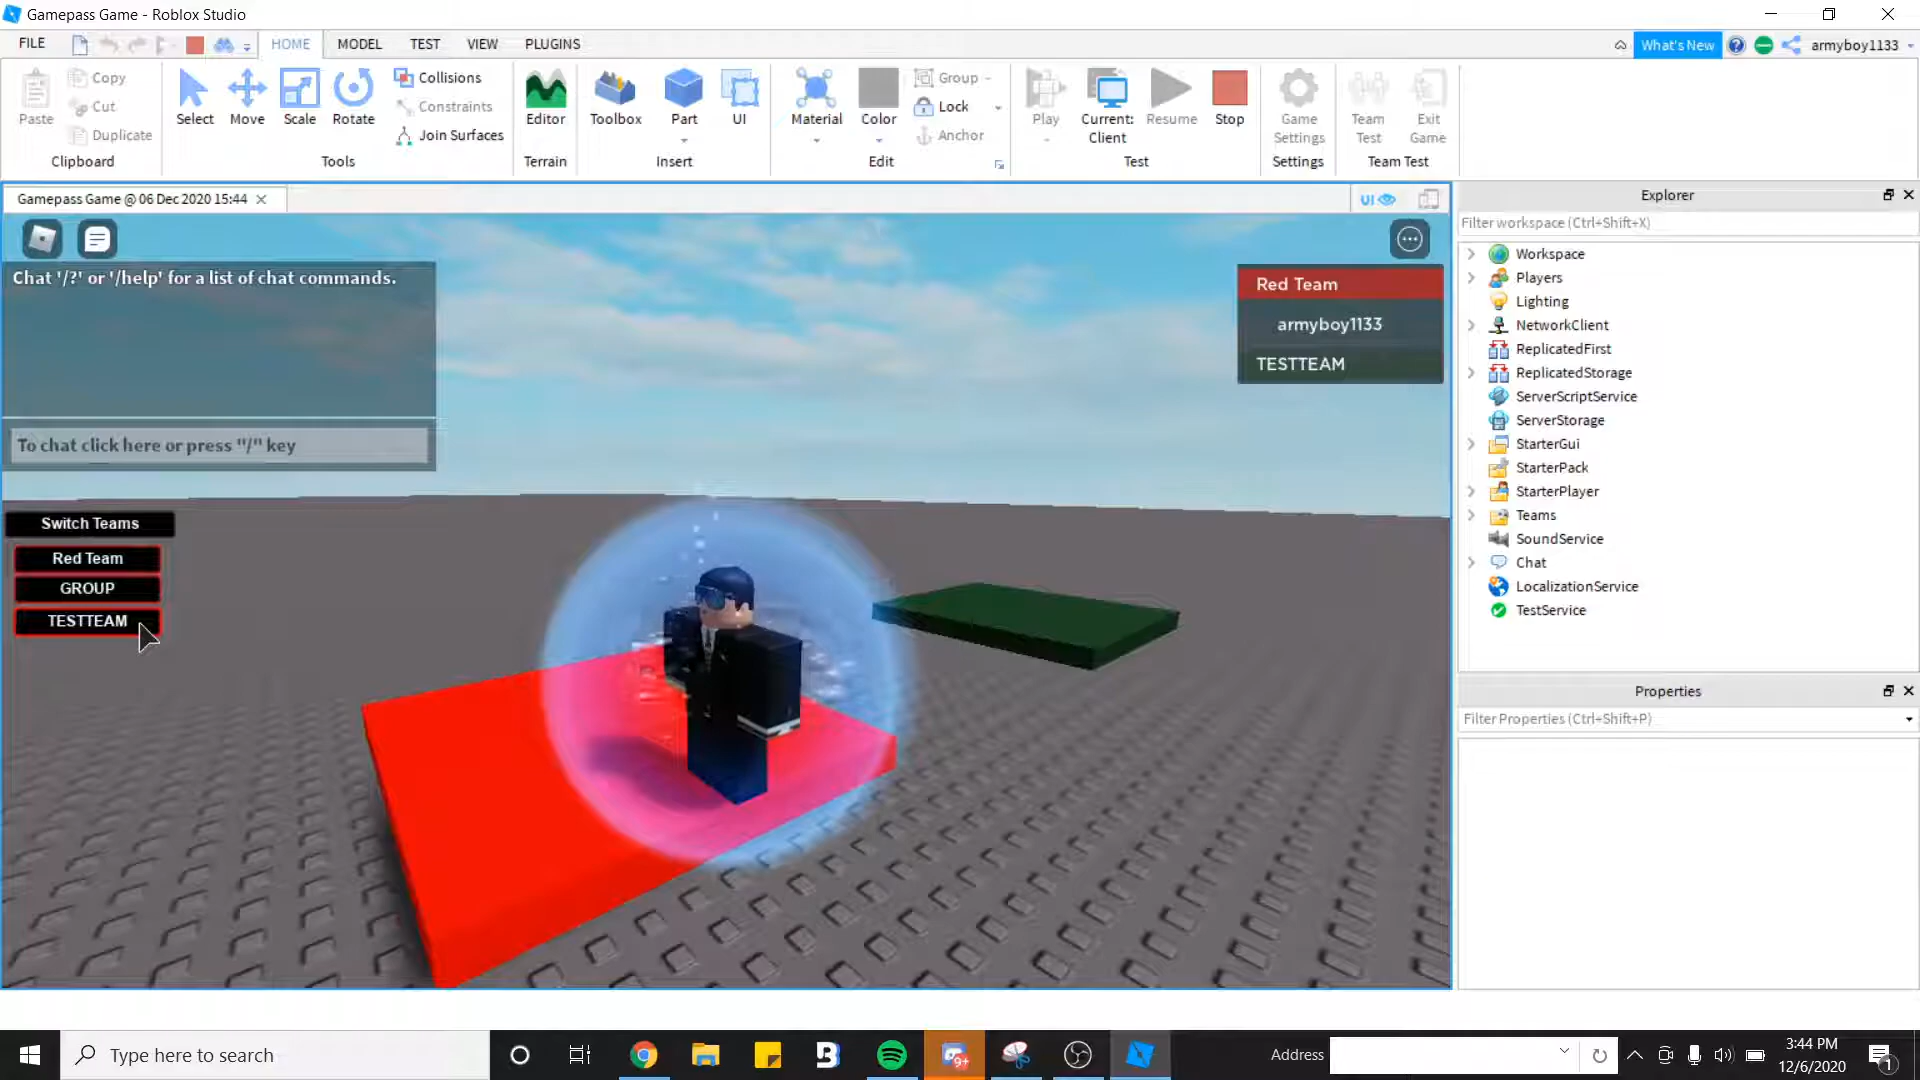 Gamepass Game - Roblox Studio
FILE
HOME
MODEL
TEST
VIEW
PLUGINS
What's New
armyboy1133
Paste
Copy
Cut
Duplicate
Clipboard
Select
Move
Scale
Rotate
Collisions
Constraints
Join Surfaces
Tools
Editor
Terrain
Toolbox
Part
UI
Insert
Material
Color
Group
Lock
Anchor
Edit
Play
Current:
Client
Resume
Stop
Test
Game
Settings
Settings
Team
Test
Exit
Game
Team Test
Gamepass Game @ 06 Dec 2020 15:44
UI
Chat '/?' or '/help' for a list of chat commands.
To chat click here or press "/" key
Red Team
armyboy1133
TESTTEAM
Switch Teams
Red Team
GROUP
TESTTEAM
Explorer
Filter workspace (Ctrl+Shift+X)
Workspace
Players
Lighting
NetworkClient
ReplicatedFirst
ReplicatedStorage
ServerScriptService
ServerStorage
StarterGui
StarterPack
StarterPlayer
Teams
SoundService
Chat
LocalizationService
TestService
Properties
Filter Properties (Ctrl+Shift+P)
Type here to search
9+
Address
3:44 PM
12/6/2020
1